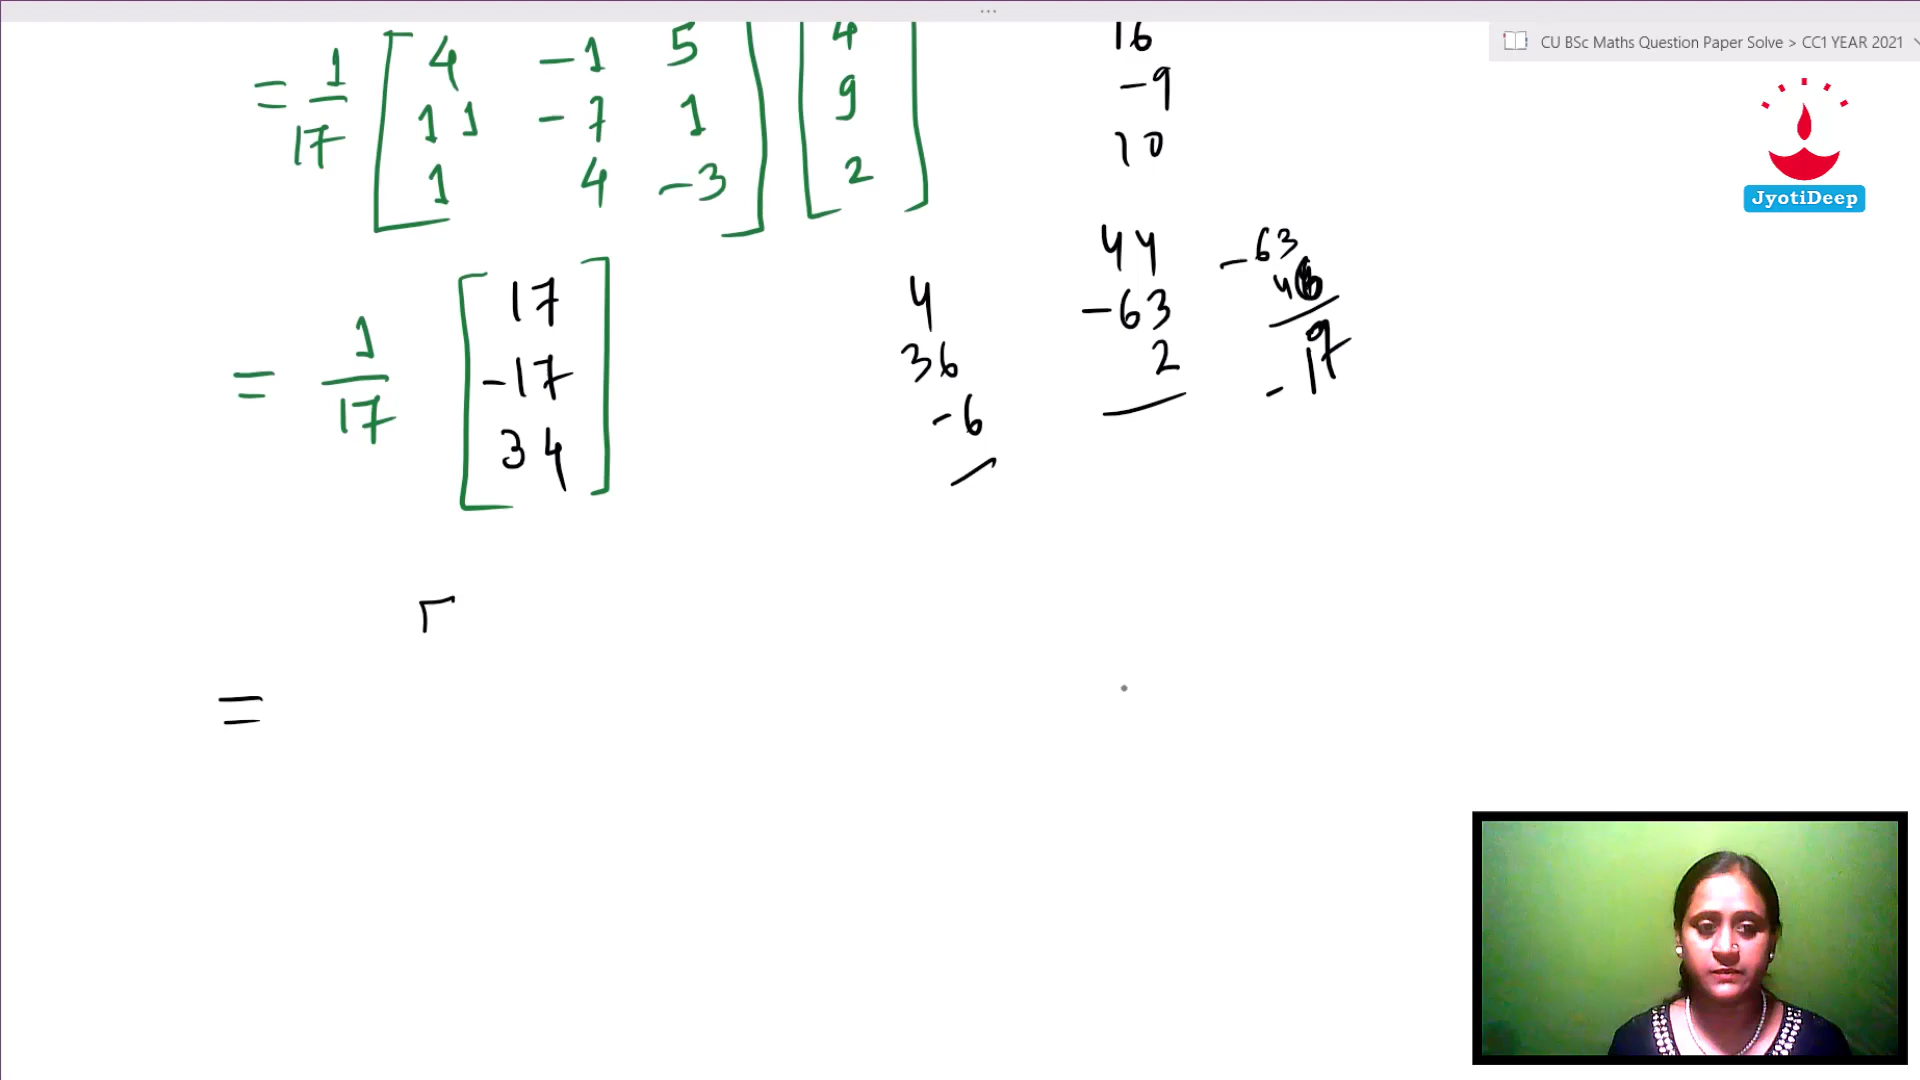 CU BSc Maths Question Paper Solve > CC1 YEAR 2021
JyotiDeep
= 1/17 [4 -1 5] [4]
[11 -7 1] [9]
[1 4 -3] [2]
16
-9
10
= 1/17 [17]
[-17]
[34]
4
36
-6
44
-63
2
-63
-17
=